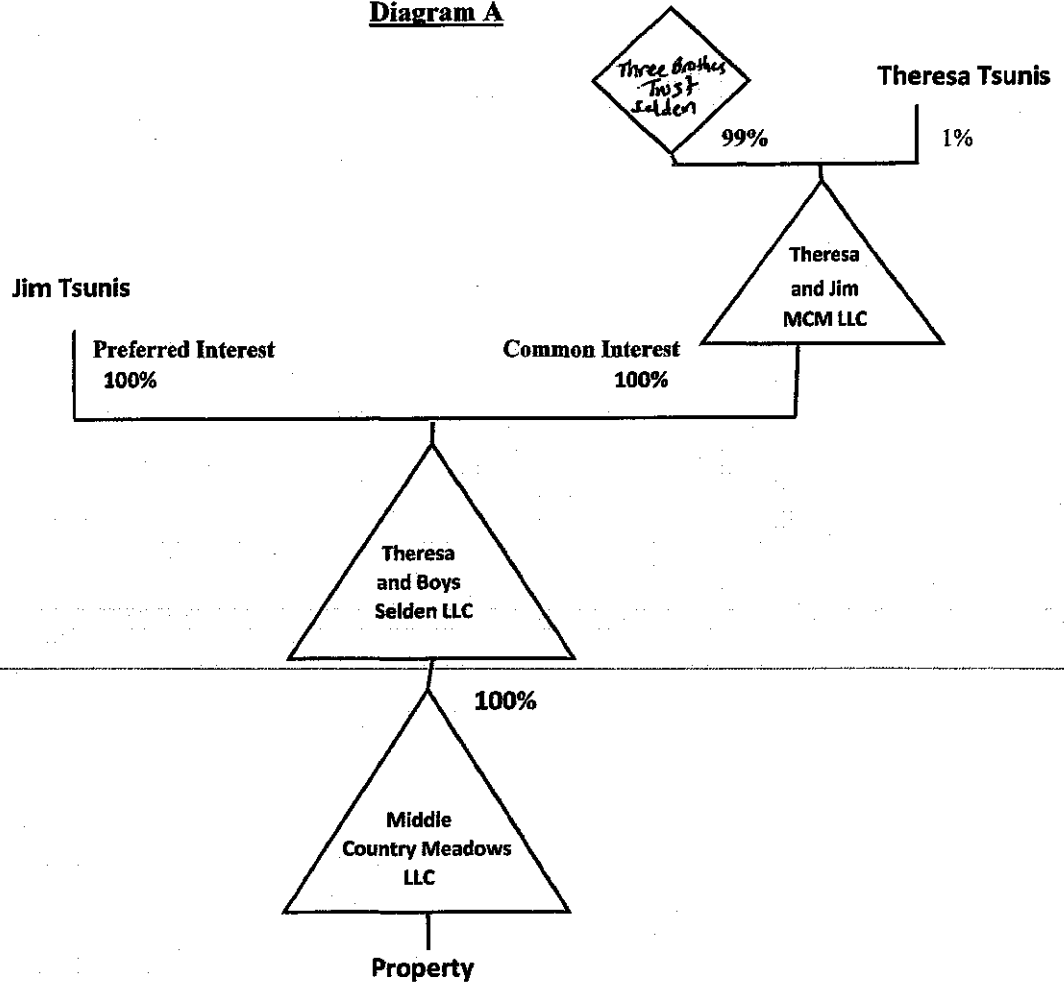 Diagram A
Three Brothers
Trust
Selden
Theresa Tsunis
99%
1%
Theresa
and Jim
MCM LLC
Jim Tsunis
Preferred Interest
100%
Common Interest
100%
Theresa
and Boys
Selden LLC
100%
Middle
Country Meadows
LLC
Property